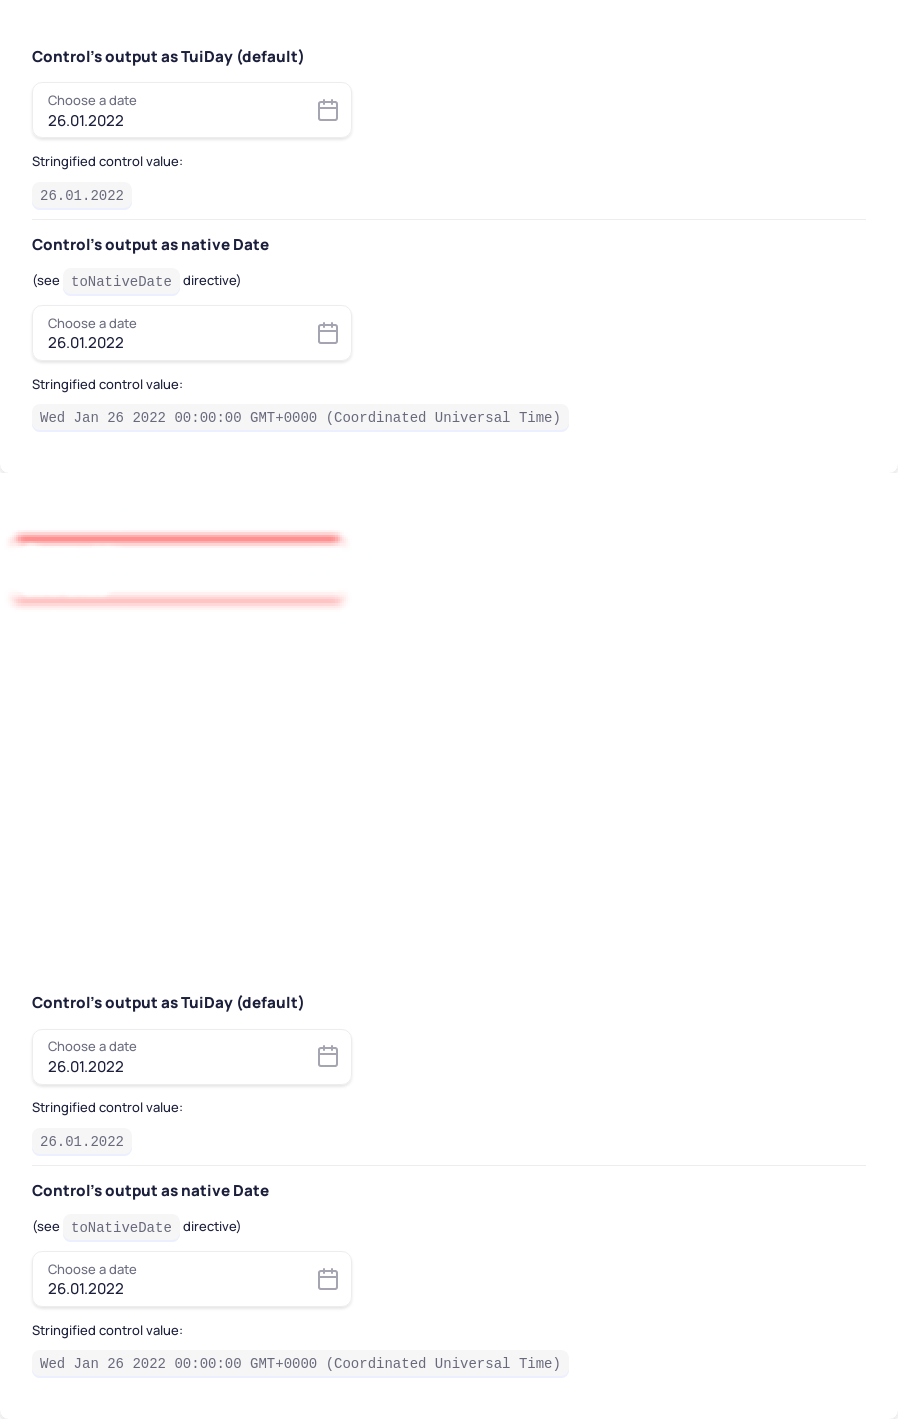 Control's output as TuiDay (default)
Choose a date
26.01.2022
Stringified control value:
26.01.2022
Control's output as native Date
(see toNativeDate directive)
Choose a date
26.01.2022
Stringified control value:
Wed Jan 26 2022 00:00:00 GMT+0000 (Coordinated Universal Time)
Control's output as TuiDay (default)
Choose a date
26.01.2022
Stringified control value:
26.01.2022
Control's output as native Date
(see toNativeDate directive)
Choose a date
26.01.2022
Stringified control value:
Wed Jan 26 2022 00:00:00 GMT+0000 (Coordinated Universal Time)